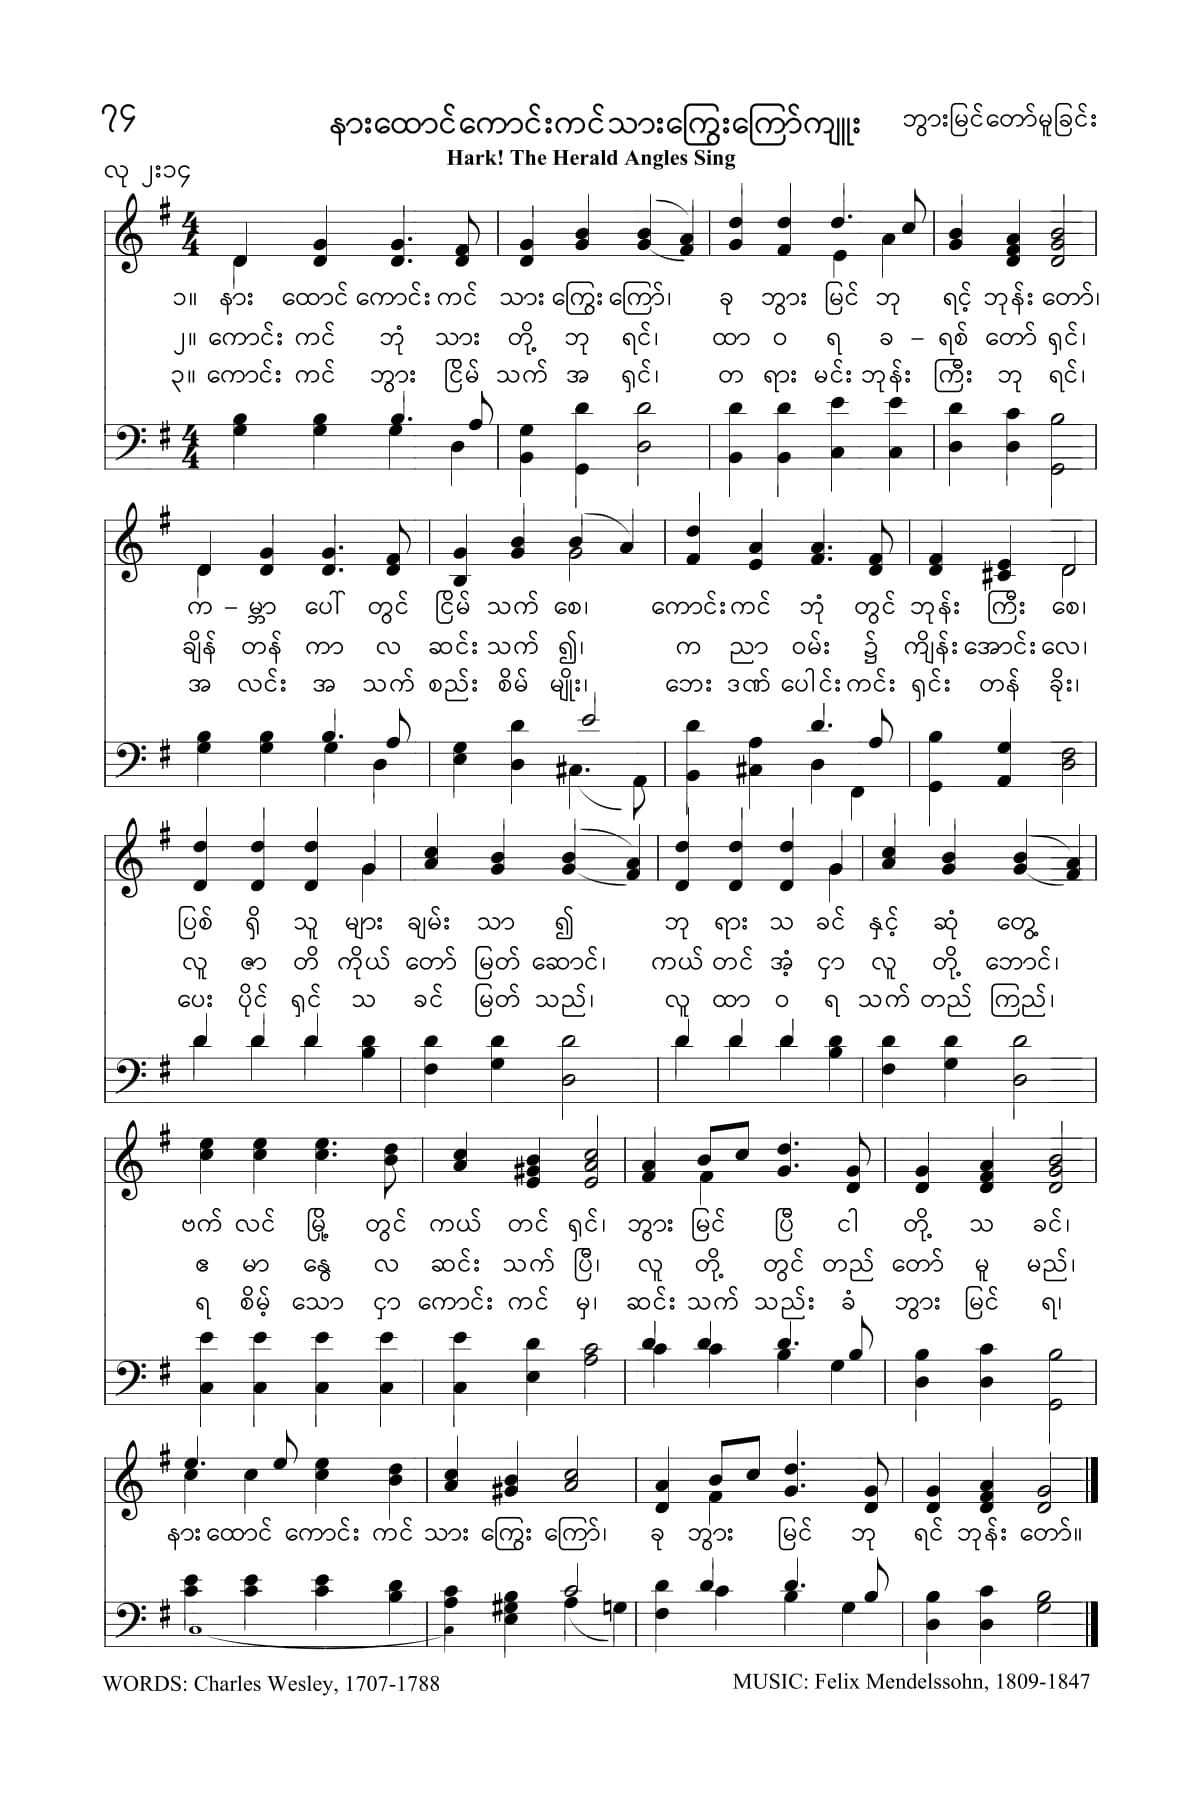 ၇၄
နားထောင်ကောင်းကင်သားကြွေးကြော်ကျူး
ဘွားမြင်တော်မူခြင်း
Hark! The Herald Angles Sing
လု ၂း၁၄
၁။ နား ထောင် ကောင်း ကင် သား ကြွေး ကြော်၊ ခု ဘွား မြင် ဘု ရင့် ဘုန်း တော်၊
၂။ ကောင်း ကင် ဘုံ သား တို့ ဘု ရင်၊ ထာ ဝ ရ ခ – ရစ် တော် ရှင်၊
၃။ ကောင်း ကင် ဘွား ငြိမ် သက် အ ရှင်၊ တ ရား မင်း ဘုန်း ကြီး ဘု ရင်၊
က – မ္ဘာ ပေါ် တွင် ငြိမ် သက် စေ၊ ကောင်း ကင် ဘုံ တွင် ဘုန်း ကြီး စေ၊
ချိန် တန် ကာ လ ဆင်း သက် ၍၊ က ညာ ဝမ်း ၌ ကျိန်း အောင်း လေ၊
အ လင်း အ သက် စည်း စိမ် မျိုး၊ ဘေး ဒဏ် ပေါင်း ကင်း ရှင်း တန် ခိုး၊
ပြစ် ရှိ သူ များ ချမ်း သာ ၍ ဘု ရား သ ခင် နှင့် ဆုံ တွေ့
လူ ဇာ တိ ကိုယ် တော် မြတ် ဆောင်၊ ကယ် တင် အံ့ ငှာ လူ တို့ ဘောင်၊
ပေး ပိုင် ရှင် သ ခင် မြတ် သည်၊ လူ ထာ ဝ ရ သက် တည် ကြည်၊
ဗက် လင် မြို့ တွင် ကယ် တင် ရှင်၊ ဘွား မြင် ပြီ ငါ တို့ သ ခင်၊
ဧ မာ နွေ လ ဆင်း သက် ပြီ၊ လူ တို့ တွင် တည် တော် မူ မည်၊
ရ စိမ့် သော ငှာ ကောင်း ကင် မှ၊ ဆင်း သက် သည်း ခံ ဘွား မြင် ရ၊
နား ထောင် ကောင်း ကင် သား ကြွေး ကြော်၊ ခု ဘွား မြင် ဘု ရင် ဘုန်း တော်။
WORDS: Charles Wesley, 1707-1788
MUSIC: Felix Mendelssohn, 1809-1847